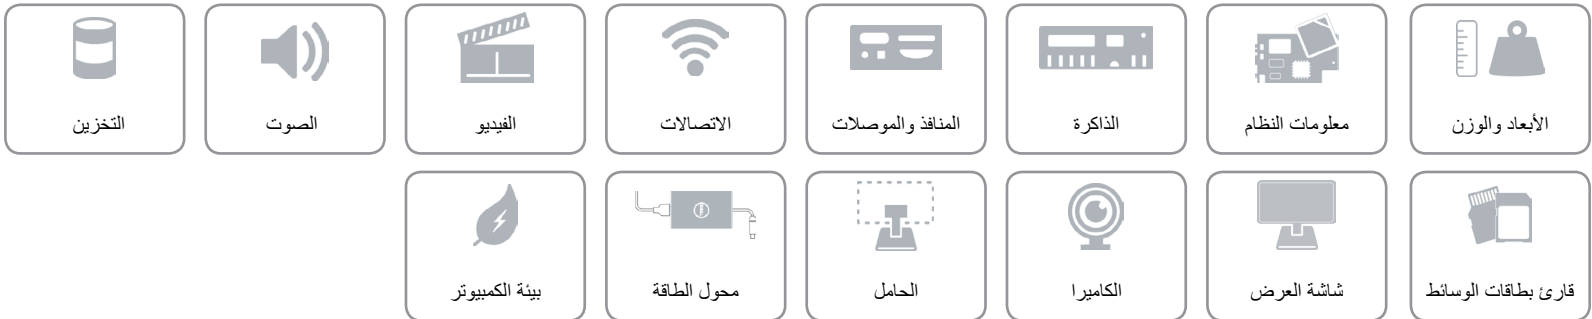 الأبعاد والوزن
معلومات النظام
الذاكرة
المنافذ والموصلات
الاتصالات
الفيديو
الصوت
التخزين
قارئ بطاقات الوسائط
شاشة العرض
الكاميرا
الحامل
محول الطاقة
بيئة الكمبيوتر